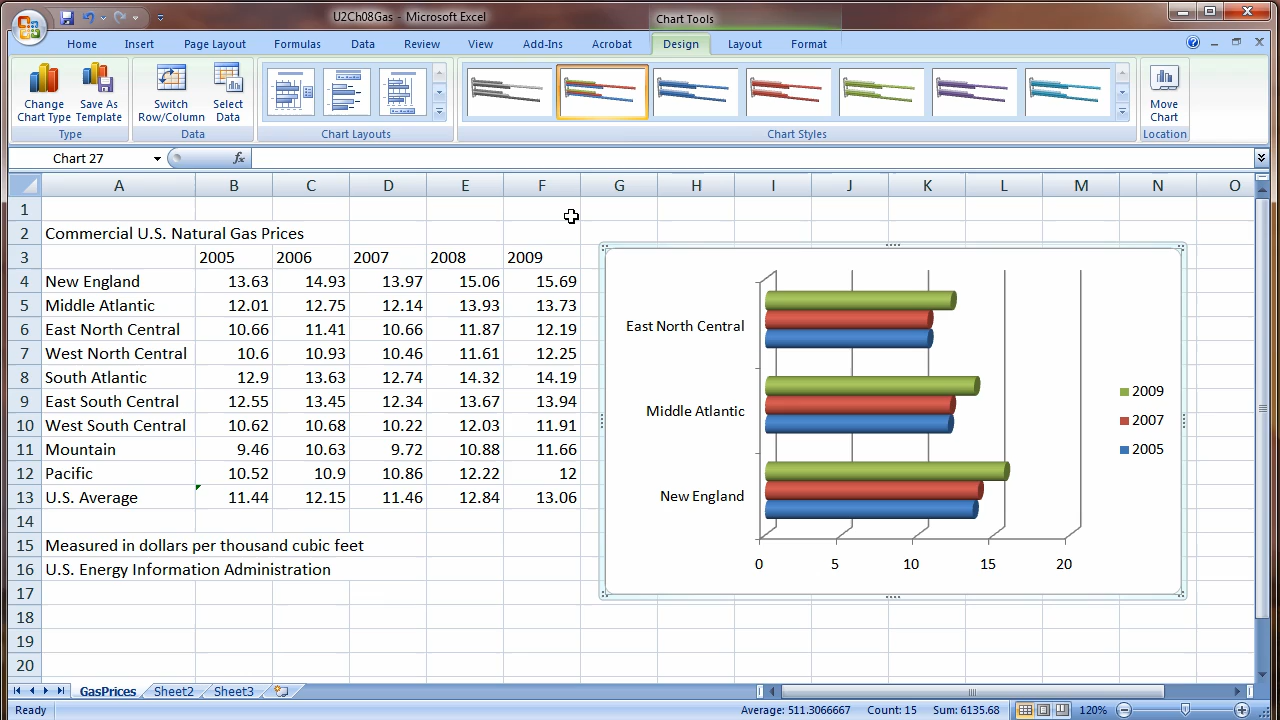 U2Ch08Gas - Microsoft Excel
Chart Tools
Home Insert Page Layout Formulas Data Review View Add-Ins Acrobat Design Layout Format
Change Chart Type
Save As Template
Switch Row/Column
Select Data
Move Chart
Type Data Chart Layouts Chart Styles Location
Chart 27 fx
A B C D E F G H I J K L M N O
1
2 Commercial U.S. Natural Gas Prices
3 2005 2006 2007 2008 2009
4 New England 13.63 14.93 13.97 15.06 15.69
5 Middle Atlantic 12.01 12.75 12.14 13.93 13.73
6 East North Central 10.66 11.41 10.66 11.87 12.19
7 West North Central 10.6 10.93 10.46 11.61 12.25
8 South Atlantic 12.9 13.63 12.74 14.32 14.19
9 East South Central 12.55 13.45 12.34 13.67 13.94
10 West South Central 10.62 10.68 10.22 12.03 11.91
11 Mountain 9.46 10.63 9.72 10.88 11.66
12 Pacific 10.52 10.9 10.86 12.22 12
13 U.S. Average 11.44 12.15 11.46 12.84 13.06
14
15 Measured in dollars per thousand cubic feet
16 U.S. Energy Information Administration
17
18
19
20
East North Central
Middle Atlantic
New England
0 5 10 15 20
2009
2007
2005
GasPrices Sheet2 Sheet3
Ready Average: 511.3066667 Count: 15 Sum: 6135.68 120%